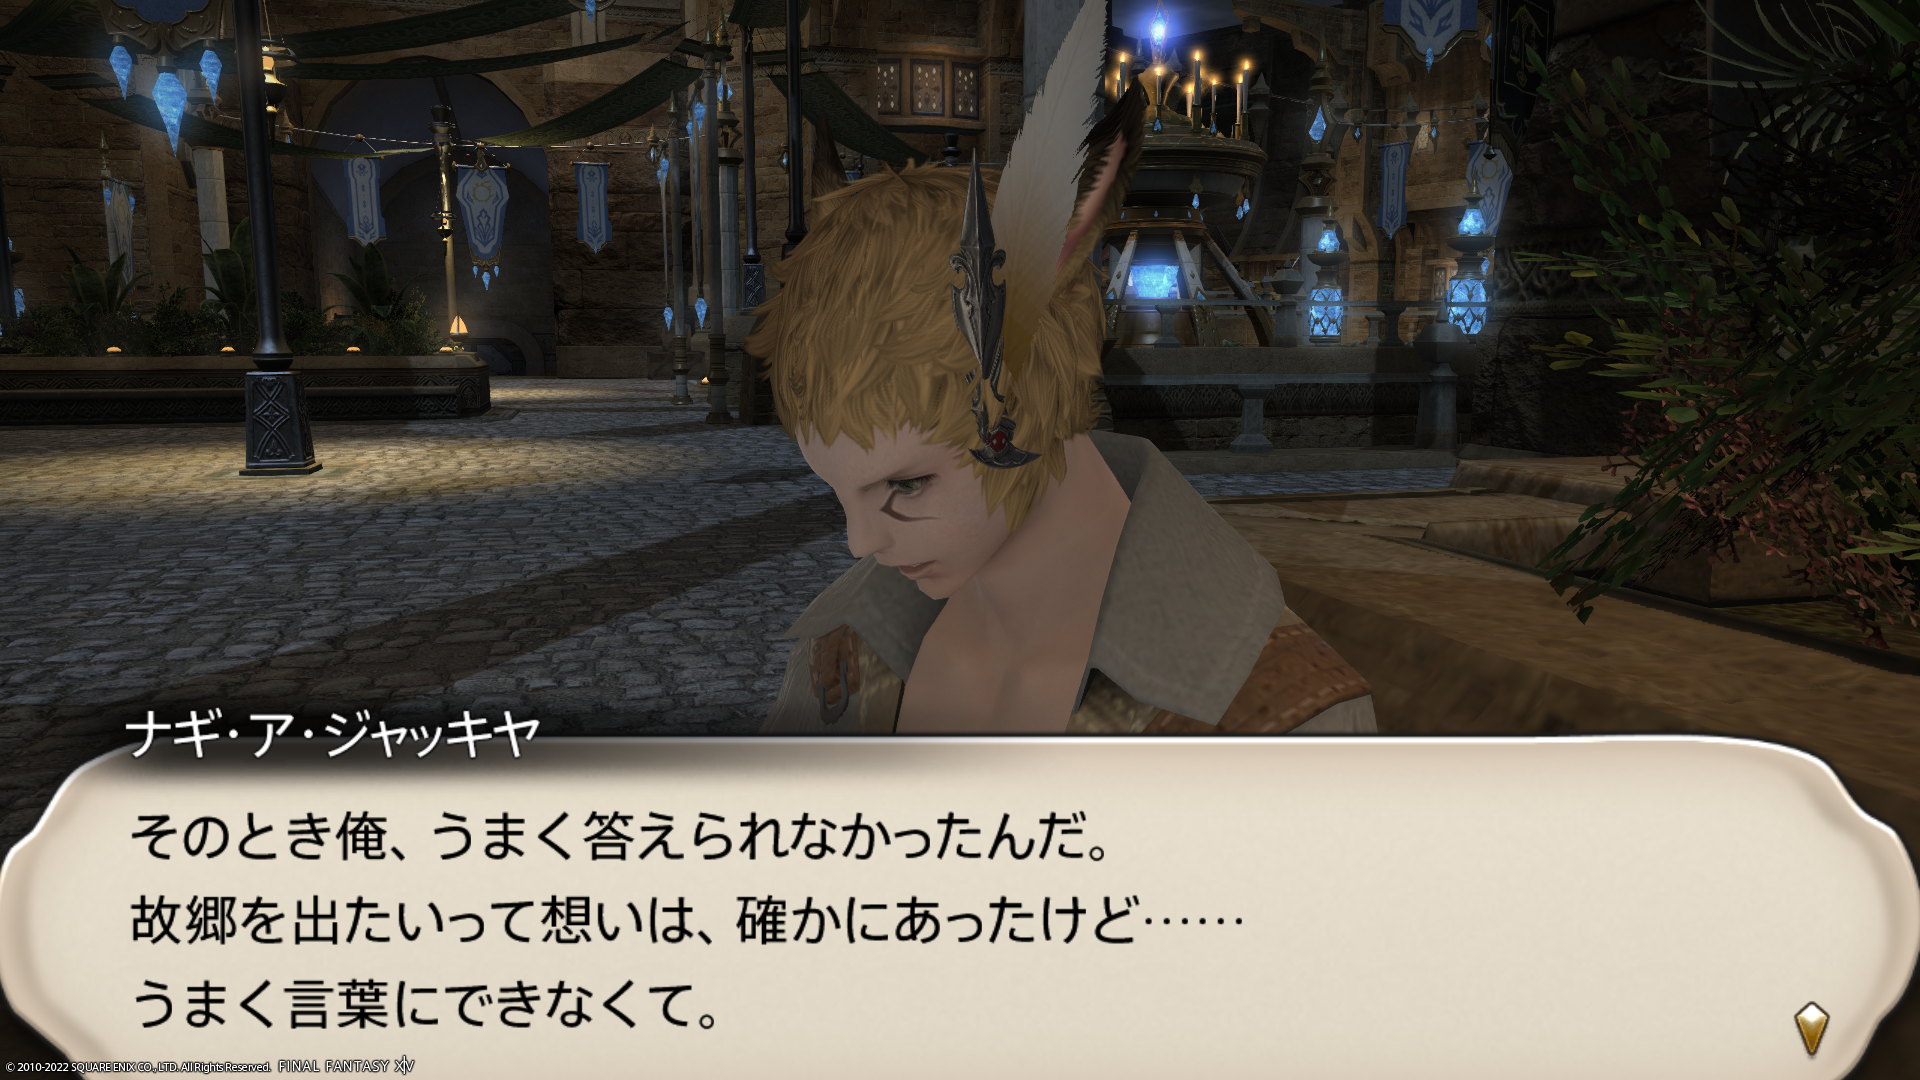 ナギ・ア・ジャッキヤ
そのとき俺、うまく答えられなかったんだ。
故郷を出たいって想いは、確かにあったけど……
うまく言葉にできなくて。
© 2010-2022 SQUARE ENIX CO., LTD. All Rights Reserved. FINAL FANTASY XIV